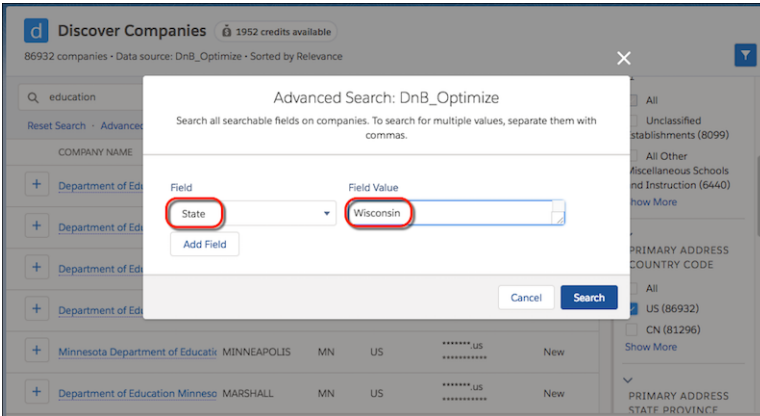 d Discover Companies 1952 credits available
86932 companies • Data source: DnB_Optimize • Sorted by Relevance
education
Reset Search · Advanced
COMPANY NAME
Department of Edu
Department of Edu
Department of Edu
Department of Edu
Minnesota Department of Educatic MINNEAPOLIS MN US *******.us *********** New
Department of Education Minneso MARSHALL MN US *******.us *********** New
Advanced Search: DnB_Optimize
Search all searchable fields on companies. To search for multiple values, separate them with
commas.
Field Field Value
State Wisconsin
Add Field
Cancel Search
All
Unclassified
stablishments (8099)
All Other
Miscellaneous Schools
nd Instruction (6440)
how More
PRIMARY ADDRESS
COUNTRY CODE
All
US (86932)
CN (81296)
Show More
PRIMARY ADDRESS
STATE PROVINCE